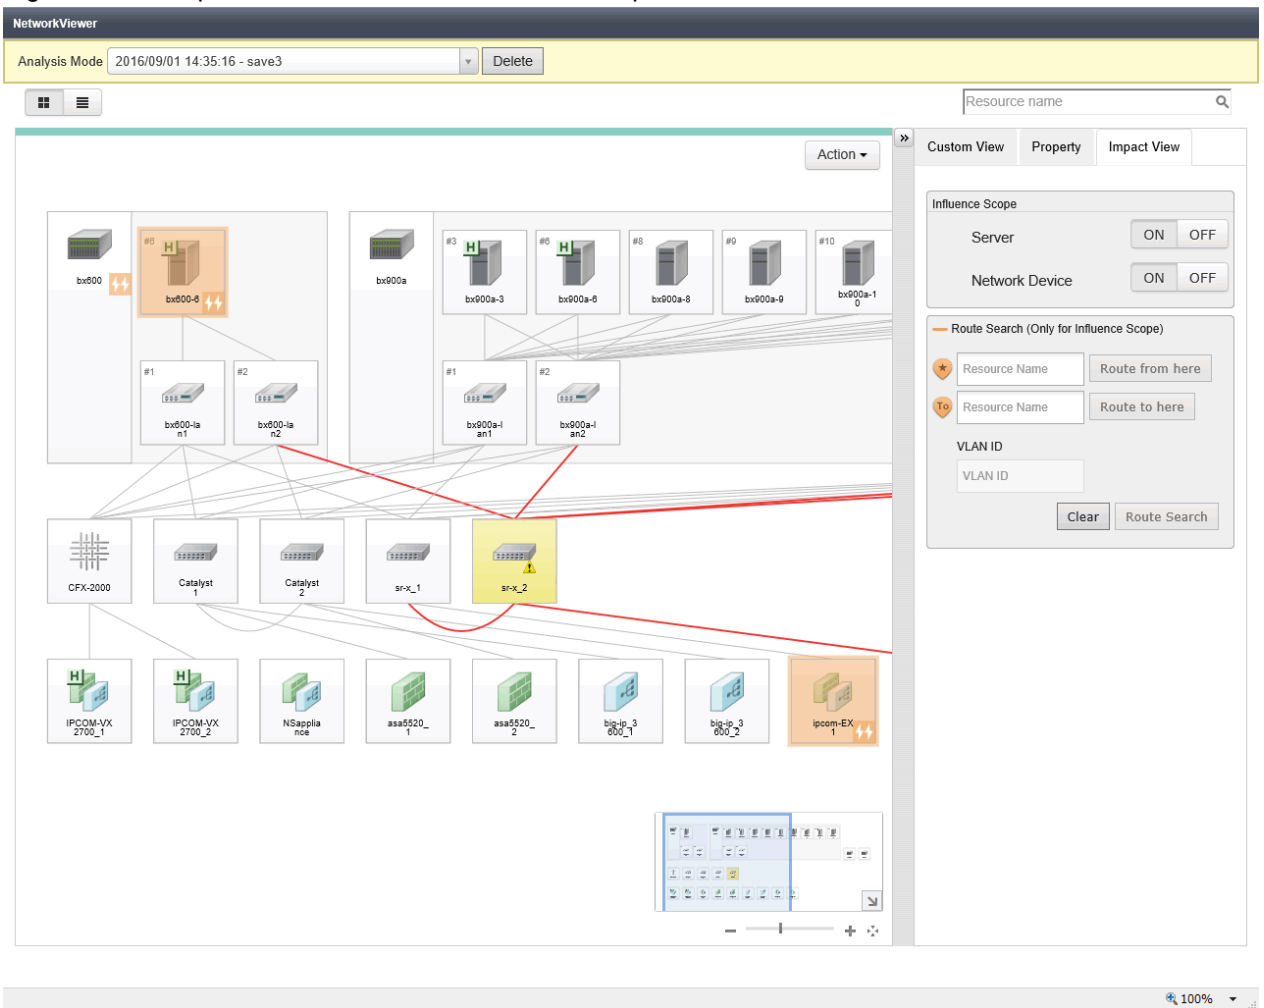 NetworkViewer
Analysis Mode 2016/09/01 14:35:16 - save3 Delete
Resource name
Action
» Custom View Property Impact View
Influence Scope
Server ON OFF
Network Device ON OFF
Route Search (Only for Influence Scope)
Resource Name Route from here
To Resource Name Route to here
VLAN ID
VLAN ID
Clear Route Search
bx600
#6 H
bx600-6
bx900a
#3 H
bx900a-3
#6 H
bx900a-6
#8
bx900a-8
#9
bx900a-9
#10
bx900a-1
0
#1
bx600-la
n1
#2
bx600-la
n2
#1
bx900a-l
an1
#2
bx900a-l
an2
CFX-2000
Catalyst
1
Catalyst
2
sr-x_1
sr-x_2
H
IPCOM-VX
2700_1
H
IPCOM-VX
2700_2
NSapplia
nce
asa5520_
1
asa5520_
2
big-ip_3
600_1
big-ip_3
600_2
ipcom-EX
1
100%